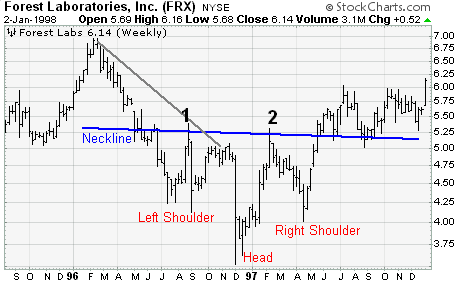 Forest Laboratories, Inc. (FRX) NYSE © StockCharts.com
2-Jan-1998 Open 5.69 High 6.16 Low 5.68 Close 6.14 Volume 3.1M Chg +0.52
Forest Labs 6.14 (Weekly)
7.00
6.75
6.50
6.25
6.00
5.75
5.50
5.25
5.00
4.75
4.50
4.25
4.00
3.75
3.50
1
2
Neckline
Left Shoulder
Right Shoulder
Head
S O N D 96 F M A M J J A S O N D 97 F M A M J J A S O N D